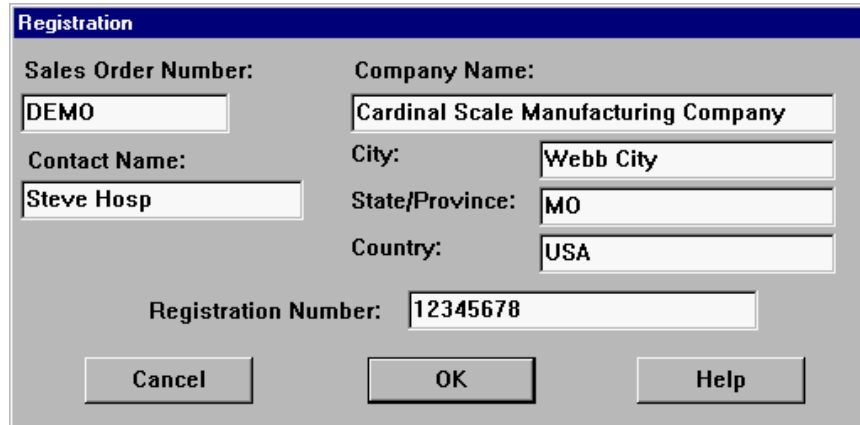 Registration
Sales Order Number:
DEMO
Company Name:
Cardinal Scale Manufacturing Company
Contact Name:
Steve Hosp
City:
Webb City
State/Province:
MO
Country:
USA
Registration Number:
12345678
Cancel
OK
Help